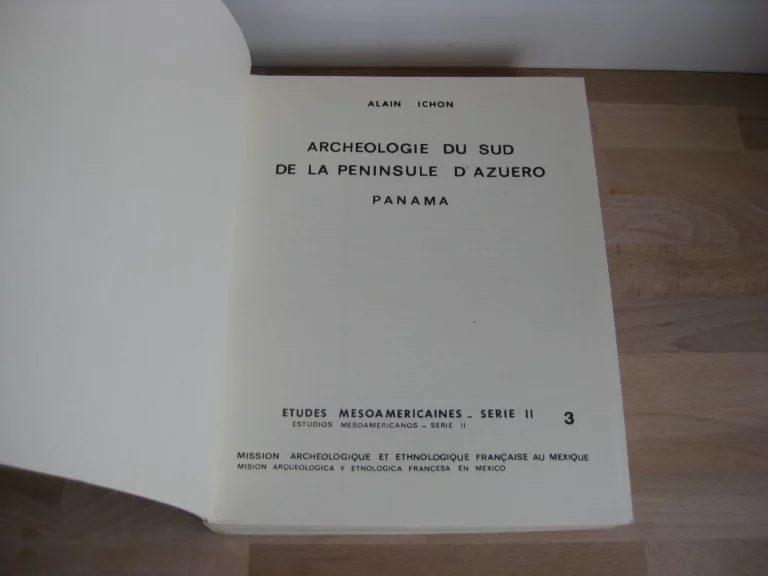 ALAIN ICHON
ARCHEOLOGIE DU SUD
DE LA PENINSULE D'AZUERO
PANAMA
ETUDES MESOAMERICAINES - SERIE II 3
ESTUDIOS MESOAMERICANOS - SERIE II
MISSION ARCHEOLOGIQUE ET ETHNOLOGIQUE FRANÇAISE AU MEXIQUE
MISION ARQUEOLOGICA Y ETNOLOGICA FRANCESA EN MEXICO